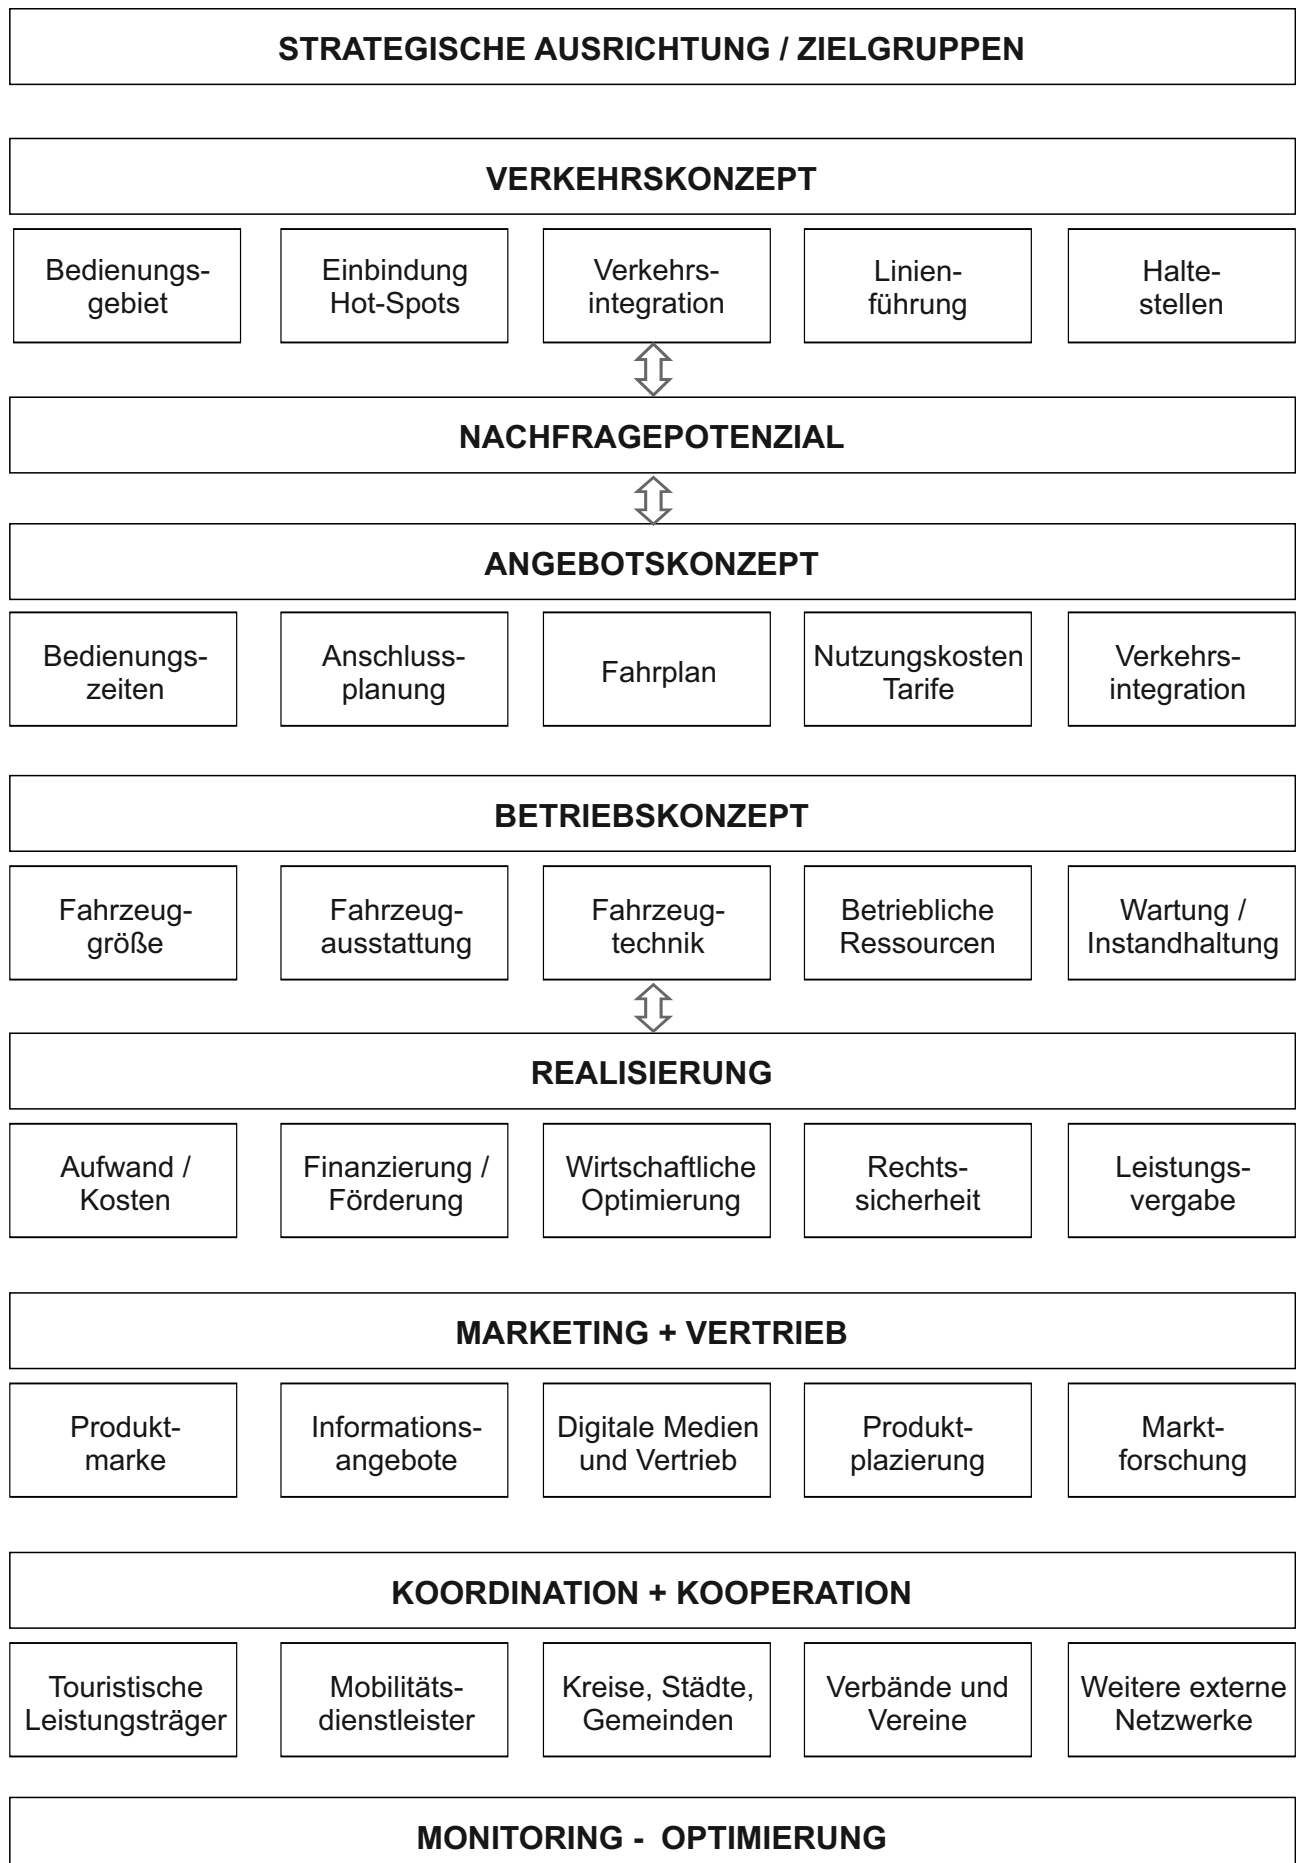 STRATEGISCHE AUSRICHTUNG / ZIELGRUPPEN
VERKEHRSKONZEPT
Bedienungs-
gebiet
Einbindung
Hot-Spots
Verkehrs-
integration
Linien-
führung
Halte-
stellen
NACHFRAGEPOTENZIAL
ANGEBOTSKONZEPT
Bedienungs-
zeiten
Anschluss-
planung
Fahrplan
Nutzungskosten
Tarife
Verkehrs-
integration
BETRIEBSKONZEPT
Fahrzeug-
größe
Fahrzeug-
ausstattung
Fahrzeug-
technik
Betriebliche
Ressourcen
Wartung /
Instandhaltung
REALISIERUNG
Aufwand /
Kosten
Finanzierung /
Förderung
Wirtschaftliche
Optimierung
Rechts-
sicherheit
Leistungs-
vergabe
MARKETING + VERTRIEB
Produkt-
marke
Informations-
angebote
Digitale Medien
und Vertrieb
Produkt-
plazierung
Markt-
forschung
KOORDINATION + KOOPERATION
Touristische
Leistungsträger
Mobilitäts-
dienstleister
Kreise, Städte,
Gemeinden
Verbände und
Vereine
Weitere externe
Netzwerke
MONITORING -  OPTIMIERUNG